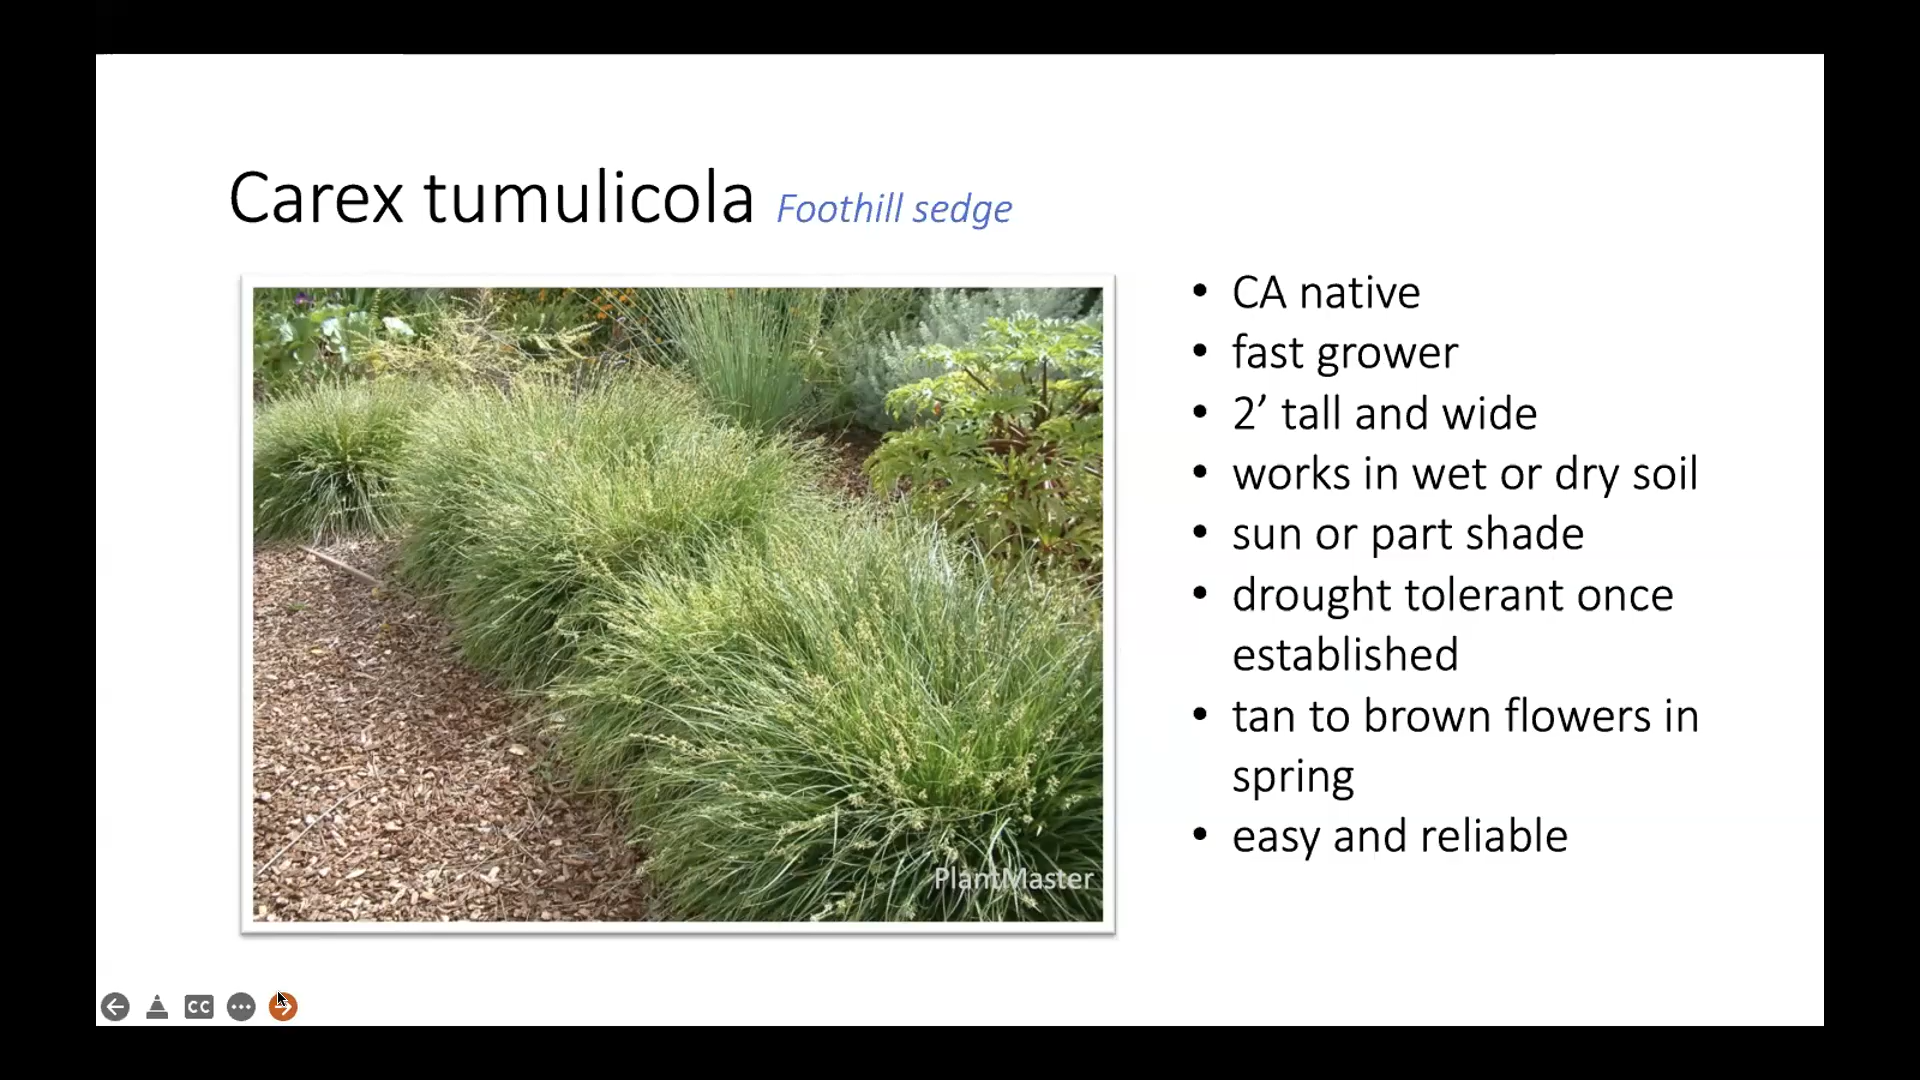 Carex tumulicola Foothill sedge
• CA native
• fast grower
• 2’ tall and wide
• works in wet or dry soil
• sun or part shade
• drought tolerant once
established
• tan to brown flowers in
spring
• easy and reliable
PlantMaster
CC